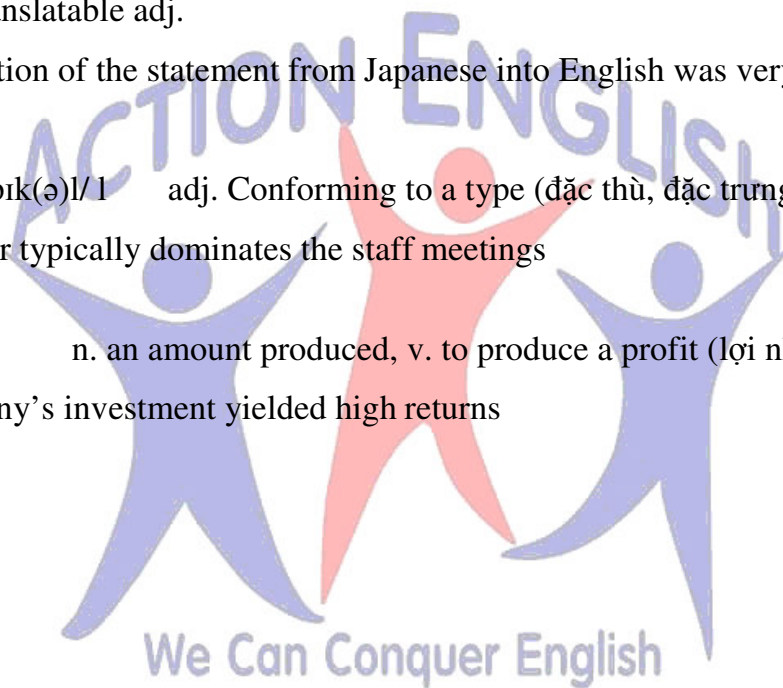 nslatable adj.
tion of the statement from Japanese into English was very
ACTION ENGLISH
ɪk(ə)l/1 adj. Conforming to a type (đặc thù, đặc trưng
r typically dominates the staff meetings
n. an amount produced, v. to produce a profit (lợi n
ny’s investment yielded high returns
We Can Conquer English